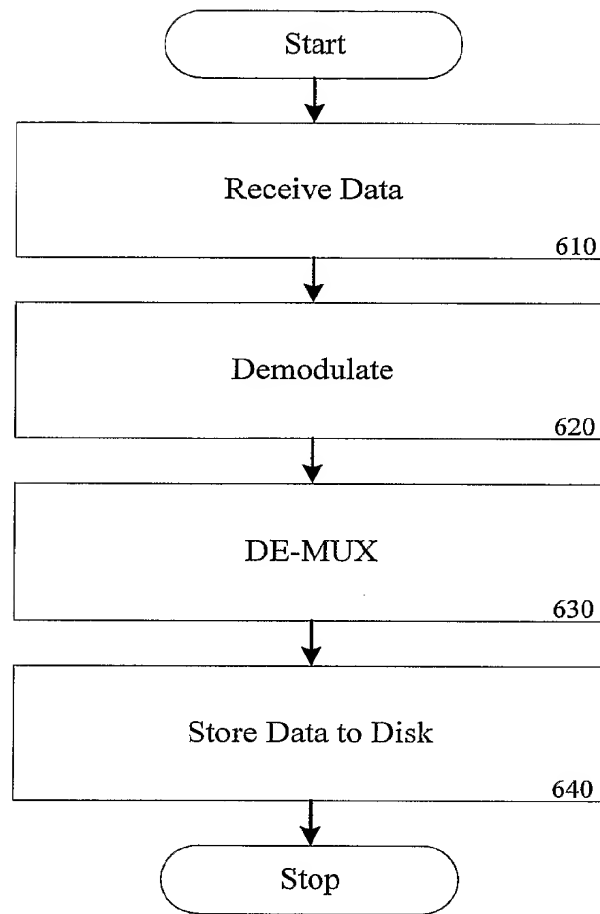 Start
Receive Data
610
Demodulate
620
DE-MUX
630
Store Data to Disk
640
Stop